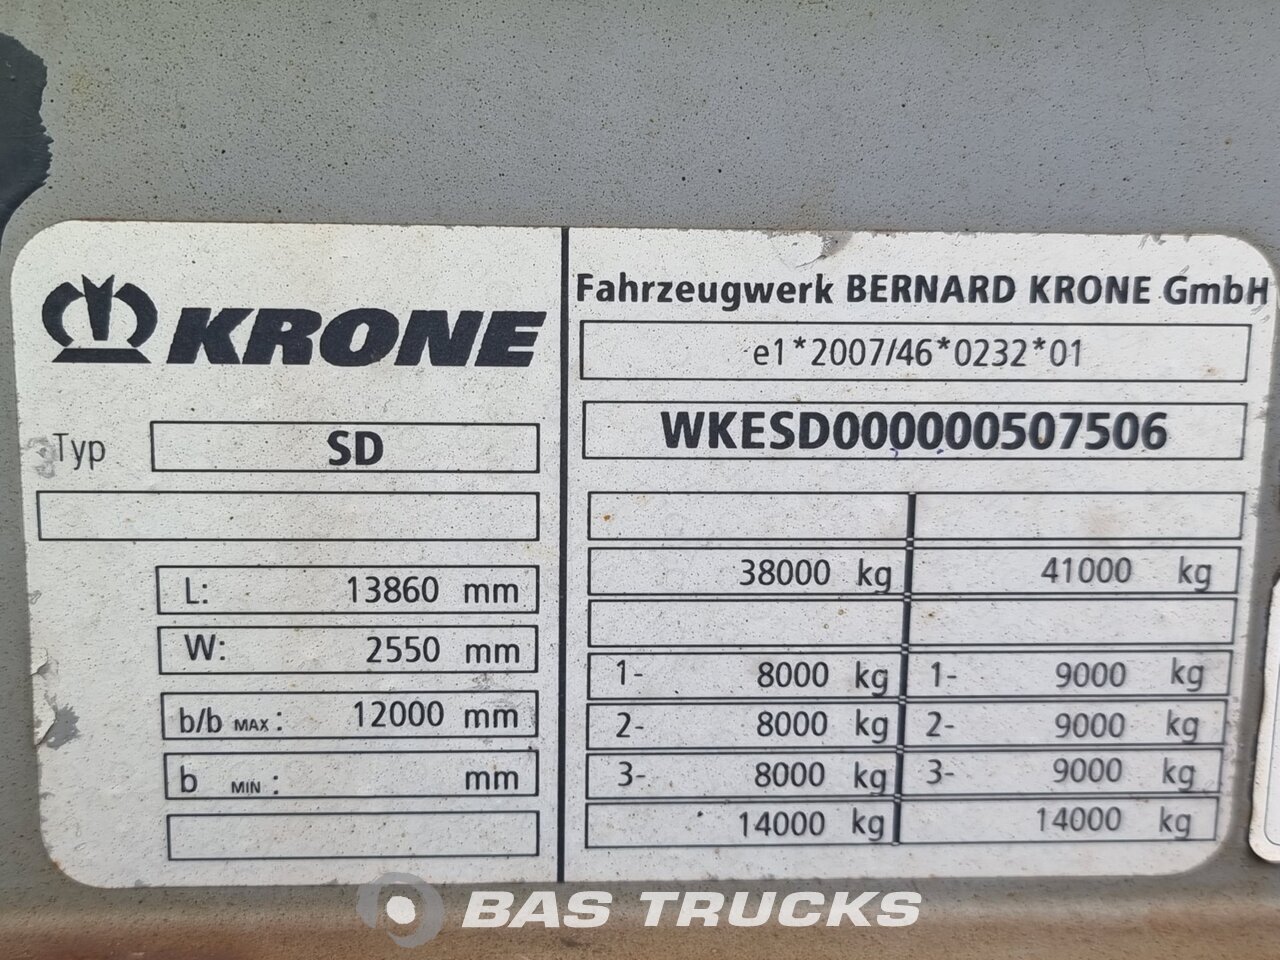 KRONE
Typ SD
L: 13860 mm
W: 2550 mm
b/b MAX : 12000 mm
b MIN : mm
Fahrzeugwerk BERNARD KRONE GmbH
e1*2007/46*0232*01
WKESD000000507506
38000 kg 41000 kg
1- 8000 kg 1- 9000 kg
2- 8000 kg 2- 9000 kg
3- 8000 kg 3- 9000 kg
14000 kg 14000 kg
BAS TRUCKS